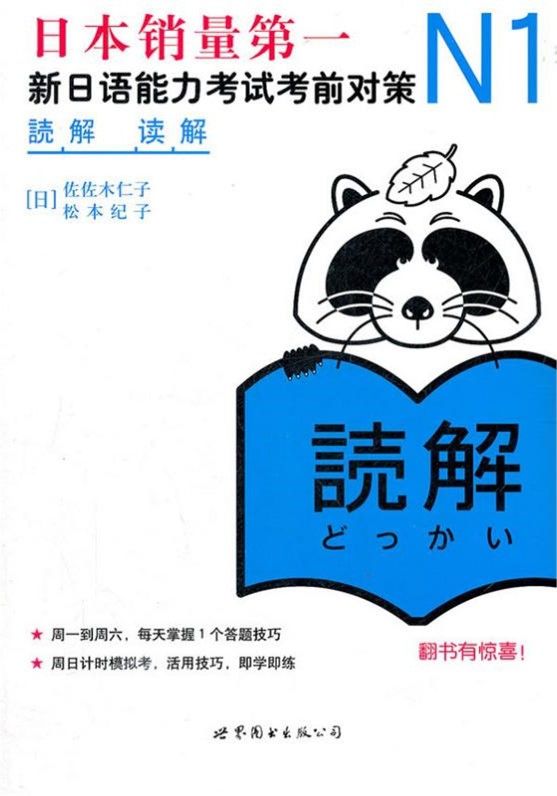 日本销量第一
新日语能力考试考前对策 N1
読解 读解
[日] 佐佐木仁子
松本纪子
読解
どっかい
★ 周一到周六，每天掌握1个答题技巧
★ 周日计时模拟考，活用技巧，即学即练
翻书有惊喜！
世界图书出版公司